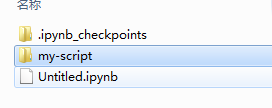 名称
.ipynb_checkpoints
my-script
Untitled.ipynb